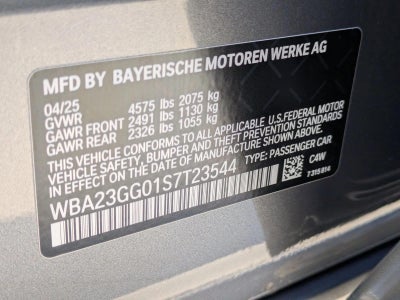 MFD BY BAYERISCHE MOTOREN WERKE AG
04/25
GVWR 4575 lbs 2075 kg
GAWR FRONT 2491 lbs 1130 kg
GAWR REAR 2326 lbs 1055 kg
THIS VEHICLE CONFORMS TO ALL APPLICABLE U.S.FEDERAL MOTOR
VEHICLE SAFETY, BUMPER AND THEFT PREVENTION STANDARDS IN
EFFECT ON THE DATE OF MANUFACTURE SHOWN ABOVE.
WBA23GG01S7T23544 TYPE: PASSENGER CAR
C4W
7315814